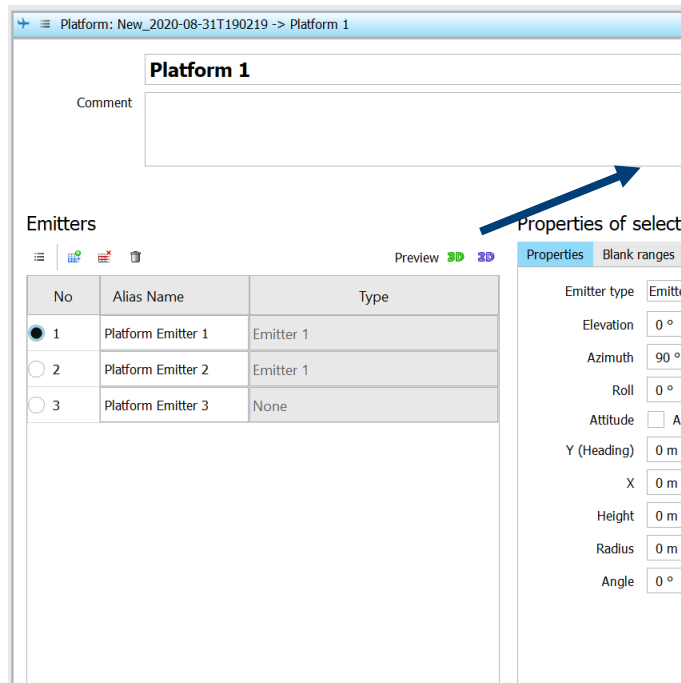 Platform: New_2020-08-31T190219 -> Platform 1
Platform 1
Comment
Emitters
Preview 3D 2D
No Alias Name Type
1 Platform Emitter 1 Emitter 1
2 Platform Emitter 2 Emitter 1
3 Platform Emitter 3 None
Properties of select
Properties Blank ranges
Emitter type Emitte
Elevation 0 °
Azimuth 90 °
Roll 0 °
Attitude A
Y (Heading) 0 m
X 0 m
Height 0 m
Radius 0 m
Angle 0 °